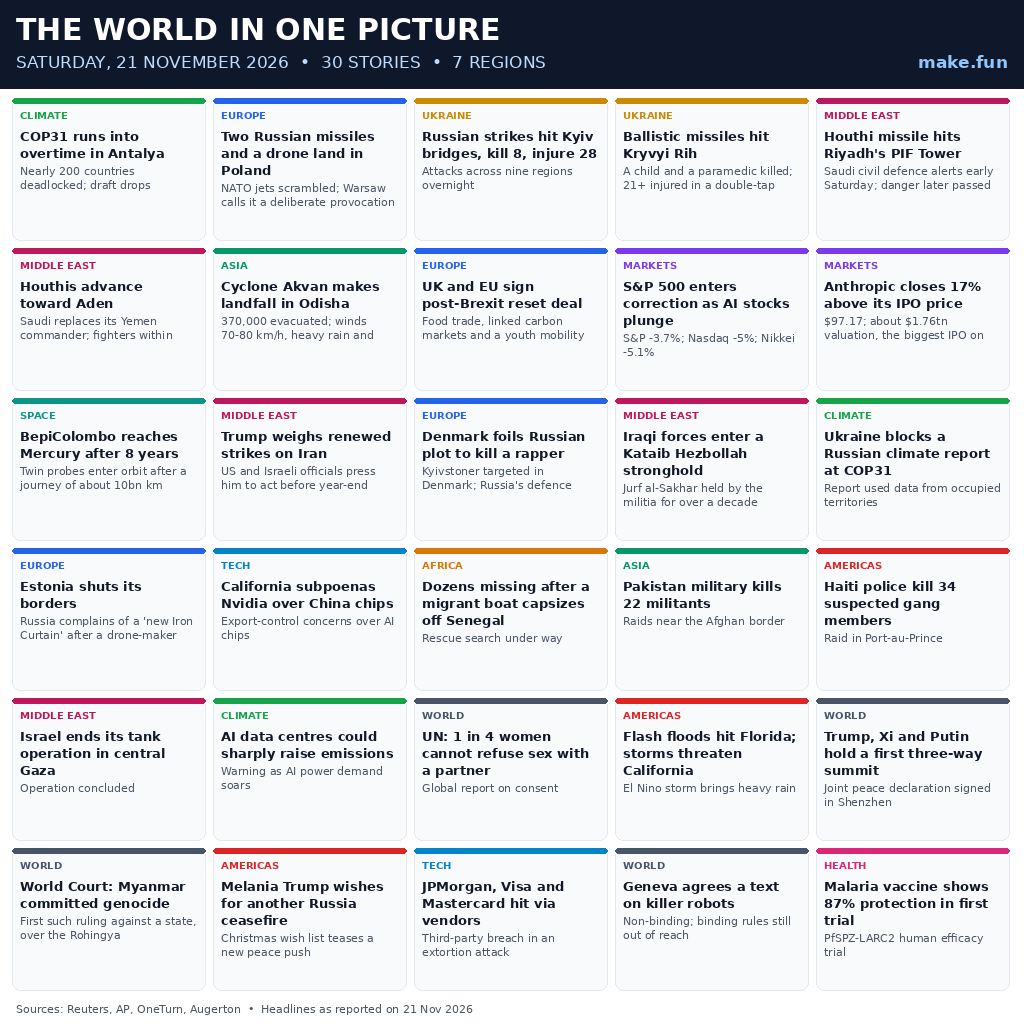 THE WORLD IN ONE PICTURE
SATURDAY, 21 NOVEMBER 2026 • 30 STORIES • 7 REGIONS
make.fun
CLIMATE
COP31 runs into
overtime in Antalya
Nearly 200 countries
deadlocked; draft drops
EUROPE
Two Russian missiles
and a drone land in
Poland
NATO jets scrambled; Warsaw
calls it a deliberate provocation
UKRAINE
Russian strikes hit Kyiv
bridges, kill 8, injure 28
Attacks across nine regions
overnight
UKRAINE
Ballistic missiles hit
Kryvyi Rih
A child and a paramedic killed;
21+ injured in a double-tap
MIDDLE EAST
Houthi missile hits
Riyadh's PIF Tower
Saudi civil defence alerts early
Saturday; danger later passed
MIDDLE EAST
Houthis advance
toward Aden
Saudi replaces its Yemen
commander; fighters within
ASIA
Cyclone Akvan makes
landfall in Odisha
370,000 evacuated; winds
70-80 km/h, heavy rain and
EUROPE
UK and EU sign
post-Brexit reset deal
Food trade, linked carbon
markets and a youth mobility
MARKETS
S&P 500 enters
correction as AI stocks
plunge
S&P -3.7%; Nasdaq -5%; Nikkei
-5.1%
MARKETS
Anthropic closes 17%
above its IPO price
$97.17; about $1.76tn
valuation, the biggest IPO on
SPACE
BepiColombo reaches
Mercury after 8 years
Twin probes enter orbit after a
journey of about 10bn km
MIDDLE EAST
Trump weighs renewed
strikes on Iran
US and Israeli officials press
him to act before year-end
EUROPE
Denmark foils Russian
plot to kill a rapper
Kyivstoner targeted in
Denmark; Russia's defence
MIDDLE EAST
Iraqi forces enter a
Kataib Hezbollah
stronghold
Jurf al-Sakhar held by the
militia for over a decade
CLIMATE
Ukraine blocks a
Russian climate report
at COP31
Report used data from occupied
territories
EUROPE
Estonia shuts its
borders
Russia complains of a 'new Iron
Curtain' after a drone-maker
TECH
California subpoenas
Nvidia over China chips
Export-control concerns over AI
chips
AFRICA
Dozens missing after a
migrant boat capsizes
off Senegal
Rescue search under way
ASIA
Pakistan military kills
22 militants
Raids near the Afghan border
AMERICAS
Haiti police kill 34
suspected gang
members
Raid in Port-au-Prince
MIDDLE EAST
Israel ends its tank
operation in central
Gaza
Operation concluded
CLIMATE
AI data centres could
sharply raise emissions
Warning as AI power demand
soars
WORLD
UN: 1 in 4 women
cannot refuse sex with
a partner
Global report on consent
AMERICAS
Flash floods hit Florida;
storms threaten
California
El Nino storm brings heavy rain
WORLD
Trump, Xi and Putin
hold a first three-way
summit
Joint peace declaration signed
in Shenzhen
WORLD
World Court: Myanmar
committed genocide
First such ruling against a state,
over the Rohingya
AMERICAS
Melania Trump wishes
for another Russia
ceasefire
Christmas wish list teases a
new peace push
TECH
JPMorgan, Visa and
Mastercard hit via
vendors
Third-party breach in an
extortion attack
WORLD
Geneva agrees a text
on killer robots
Non-binding; binding rules still
out of reach
HEALTH
Malaria vaccine shows
87% protection in first
trial
PfSPZ-LARC2 human efficacy
trial
Sources: Reuters, AP, OneTurn, Augerton • Headlines as reported on 21 Nov 2026